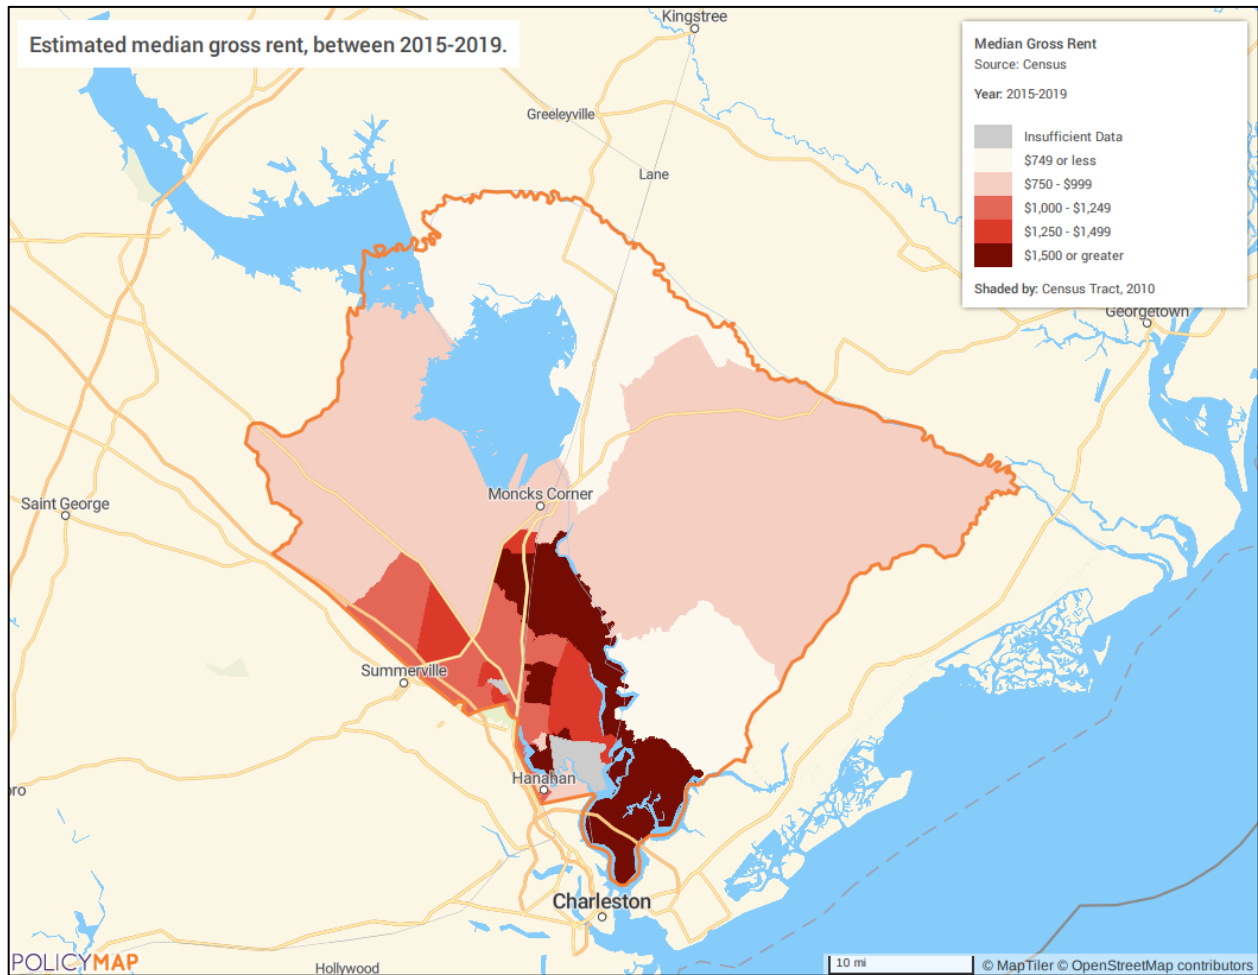 Estimated median gross rent, between 2015-2019.
Kingstree
Median Gross Rent
Source: Census
Year: 2015-2019
Insufficient Data
$749 or less
$750 - $999
$1,000 - $1,249
$1,250 - $1,499
$1,500 or greater
Shaded by: Census Tract, 2010
Greeleyville
Lane
Georgetown
Moncks Corner
Saint George
Summerville
Hanahan
oro
Charleston
Hollywood
POLICYMAP
10 mi
© MapTiler © OpenStreetMap contributors